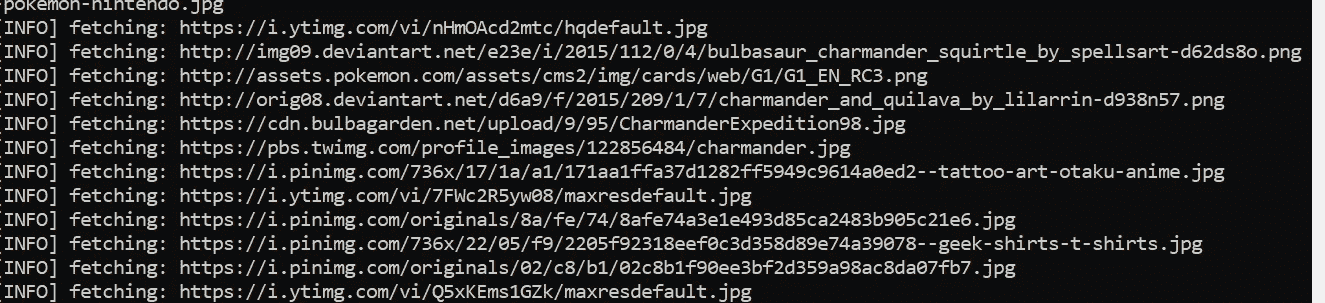 -pokemon-nintendo.jpg
[INFO] fetching: https://i.ytimg.com/vi/nHmOAcd2mtc/hqdefault.jpg
[INFO] fetching: http://img09.deviantart.net/e23e/i/2015/112/0/4/bulbasaur_charmander_squirtle_by_spellsart-d62ds8o.png
[INFO] fetching: http://assets.pokemon.com/assets/cms2/img/cards/web/G1/G1_EN_RC3.png
[INFO] fetching: http://orig08.deviantart.net/d6a9/f/2015/209/1/7/charmander_and_quilava_by_lilarrin-d938n57.png
[INFO] fetching: https://cdn.bulbagarden.net/upload/9/95/CharmanderExpedition98.jpg
[INFO] fetching: https://pbs.twimg.com/profile_images/122856484/charmander.jpg
[INFO] fetching: https://i.pinimg.com/736x/17/1a/a1/171aa1ffa37d1282ff5949c9614a0ed2--tattoo-art-otaku-anime.jpg
[INFO] fetching: https://i.ytimg.com/vi/7FWc2R5yw08/maxresdefault.jpg
[INFO] fetching: https://i.pinimg.com/originals/8a/fe/74/8afe74a3e1e493d85ca2483b905c21e6.jpg
[INFO] fetching: https://i.pinimg.com/736x/22/05/f9/2205f92318eef0c3d358d89e74a39078--geek-shirts-t-shirts.jpg
[INFO] fetching: https://i.pinimg.com/originals/02/c8/b1/02c8b1f90ee3bf2d359a98ac8da07fb7.jpg
[INFO] fetching: https://i.ytimg.com/vi/Q5xKEms1GZk/maxresdefault.jpg